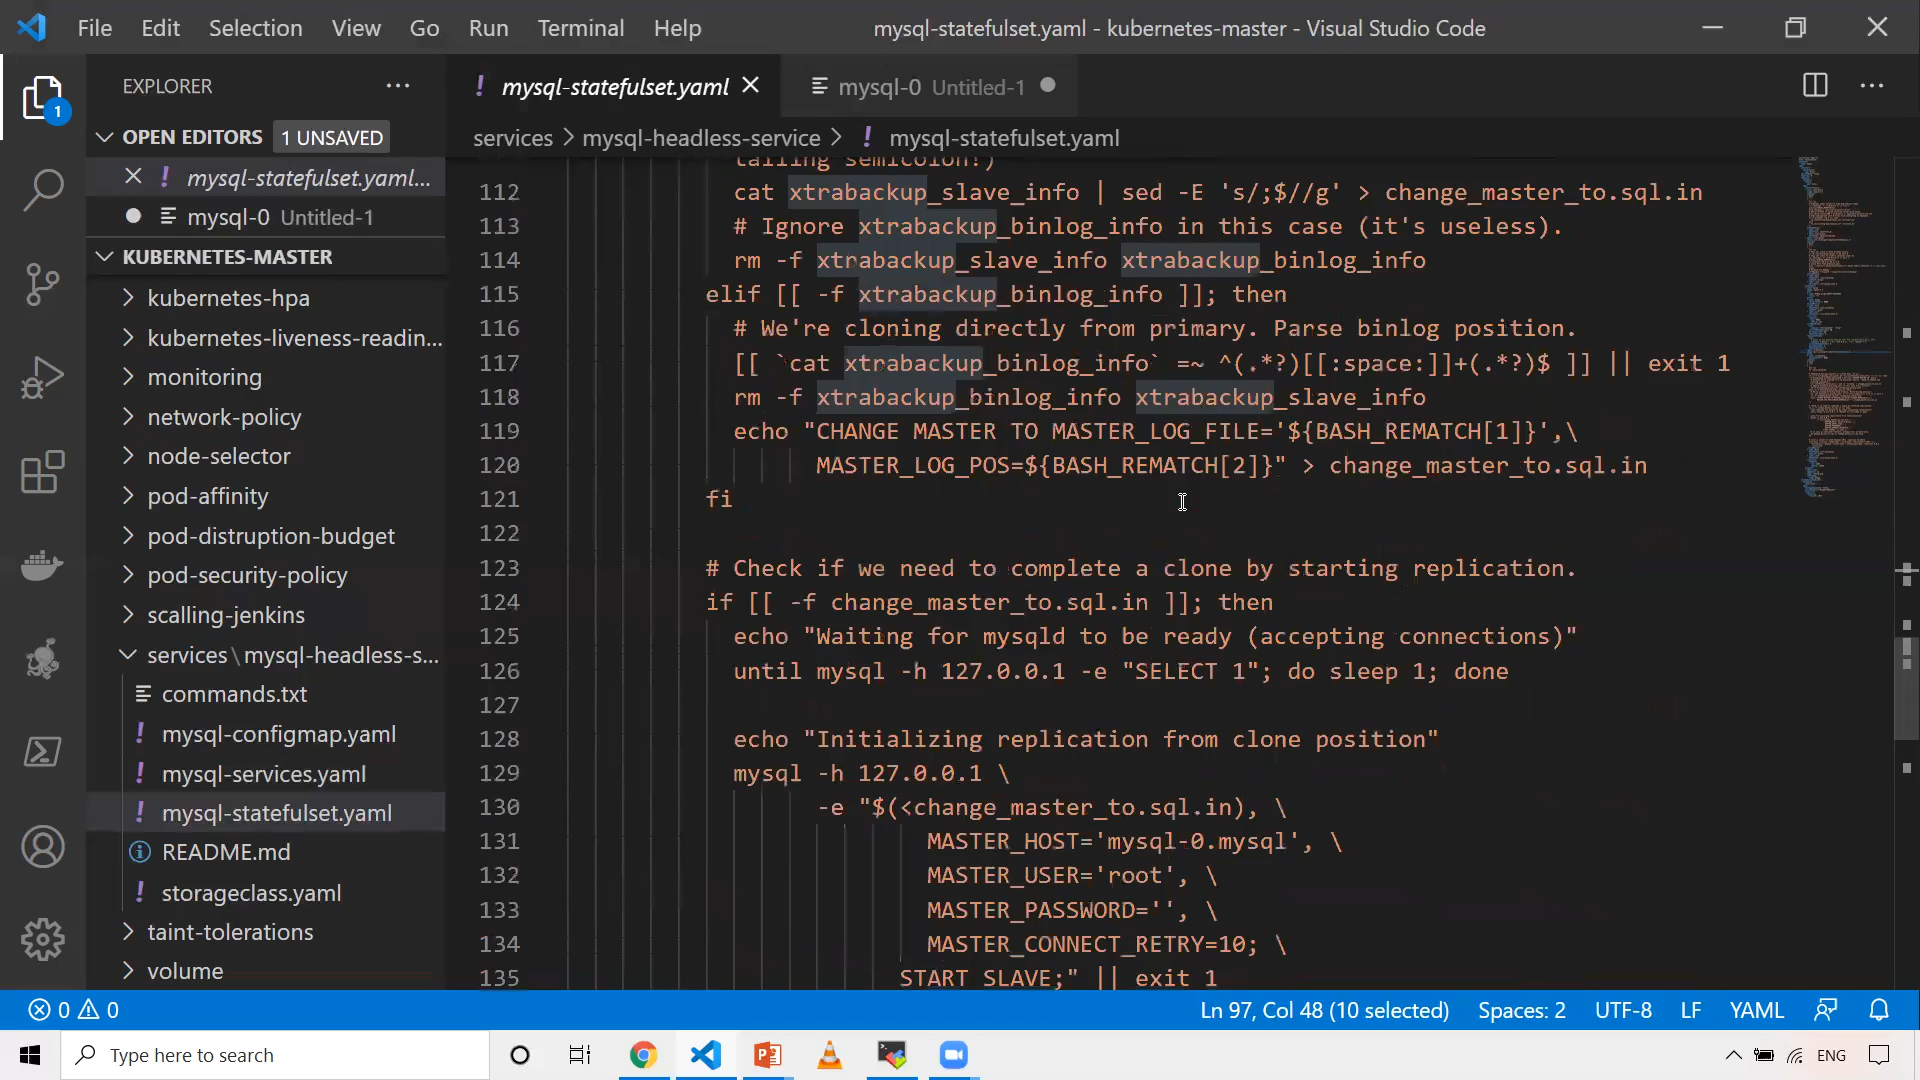 File Edit Selection View Go Run Terminal Help
mysql-statefulset.yaml - kubernetes-master - Visual Studio Code
EXPLORER
OPEN EDITORS 1 UNSAVED
mysql-statefulset.yaml...
mysql-0 Untitled-1
KUBERNETES-MASTER
kubernetes-hpa
kubernetes-liveness-readin...
monitoring
network-policy
node-selector
pod-affinity
pod-distruption-budget
pod-security-policy
scalling-jenkins
services\mysql-headless-s...
commands.txt
mysql-configmap.yaml
mysql-services.yaml
mysql-statefulset.yaml
README.md
storageclass.yaml
taint-tolerations
volume
1
mysql-statefulset.yaml
mysql-0 Untitled-1
services > mysql-headless-service > ! mysql-statefulset.yaml
tailing semicolon!)
112 cat xtrabackup_slave_info | sed -E 's/;$//g' > change_master_to.sql.in
113 # Ignore xtrabackup_binlog_info in this case (it's useless).
114 rm -f xtrabackup_slave_info xtrabackup_binlog_info
115 elif [[ -f xtrabackup_binlog_info ]]; then
116 # We're cloning directly from primary. Parse binlog position.
117 [[ `cat xtrabackup_binlog_info` =~ ^(.*?)[[:space:]]+(.*?)$ ]] || exit 1
118 rm -f xtrabackup_binlog_info xtrabackup_slave_info
119 echo "CHANGE MASTER TO MASTER_LOG_FILE='${BASH_REMATCH[1]}',\
120 MASTER_LOG_POS=${BASH_REMATCH[2]}" > change_master_to.sql.in
121 fi
122
123 # Check if we need to complete a clone by starting replication.
124 if [[ -f change_master_to.sql.in ]]; then
125 echo "Waiting for mysqld to be ready (accepting connections)"
126 until mysql -h 127.0.0.1 -e "SELECT 1"; do sleep 1; done
127
128 echo "Initializing replication from clone position"
129 mysql -h 127.0.0.1 \
130 -e "$(<change_master_to.sql.in), \
131 MASTER_HOST='mysql-0.mysql', \
132 MASTER_USER='root', \
133 MASTER_PASSWORD='', \
134 MASTER_CONNECT_RETRY=10; \
135 START SLAVE;" || exit 1
0 0
Ln 97, Col 48 (10 selected) Spaces: 2 UTF-8 LF YAML
Type here to search
ENG